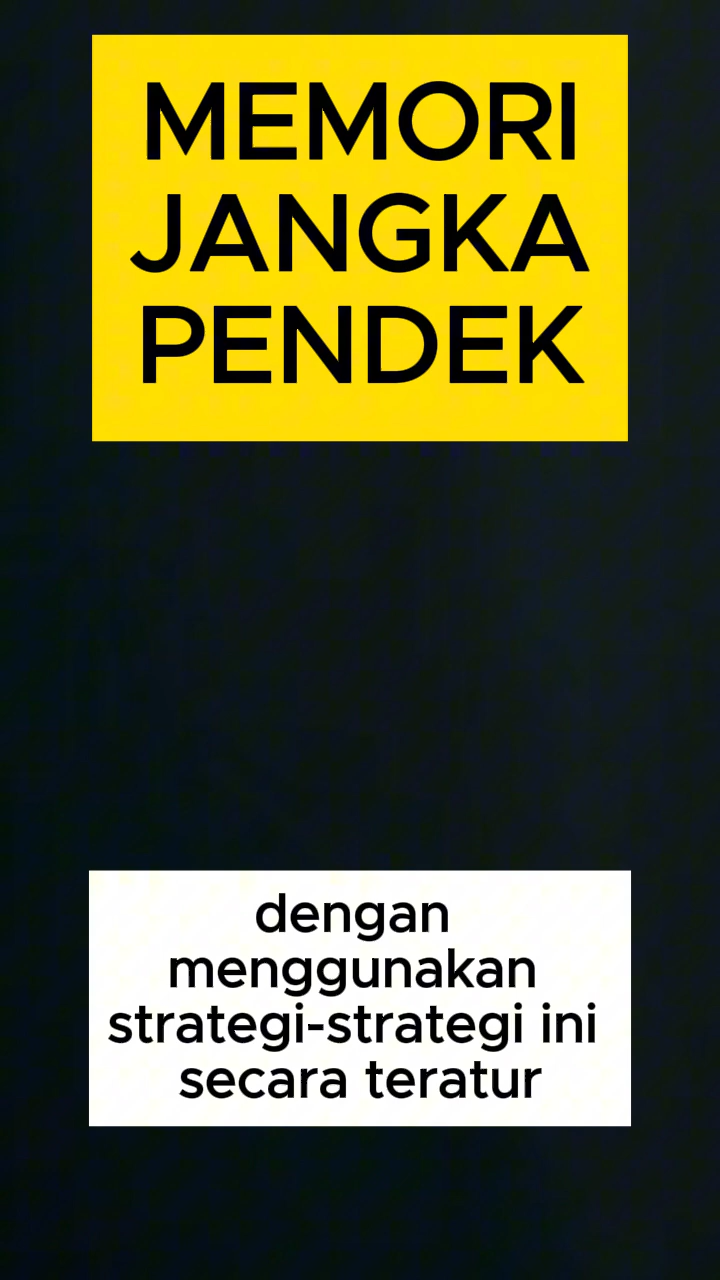 MEMORI
JANGKA
PENDEK
dengan
menggunakan
strategi-strategi ini
secara teratur